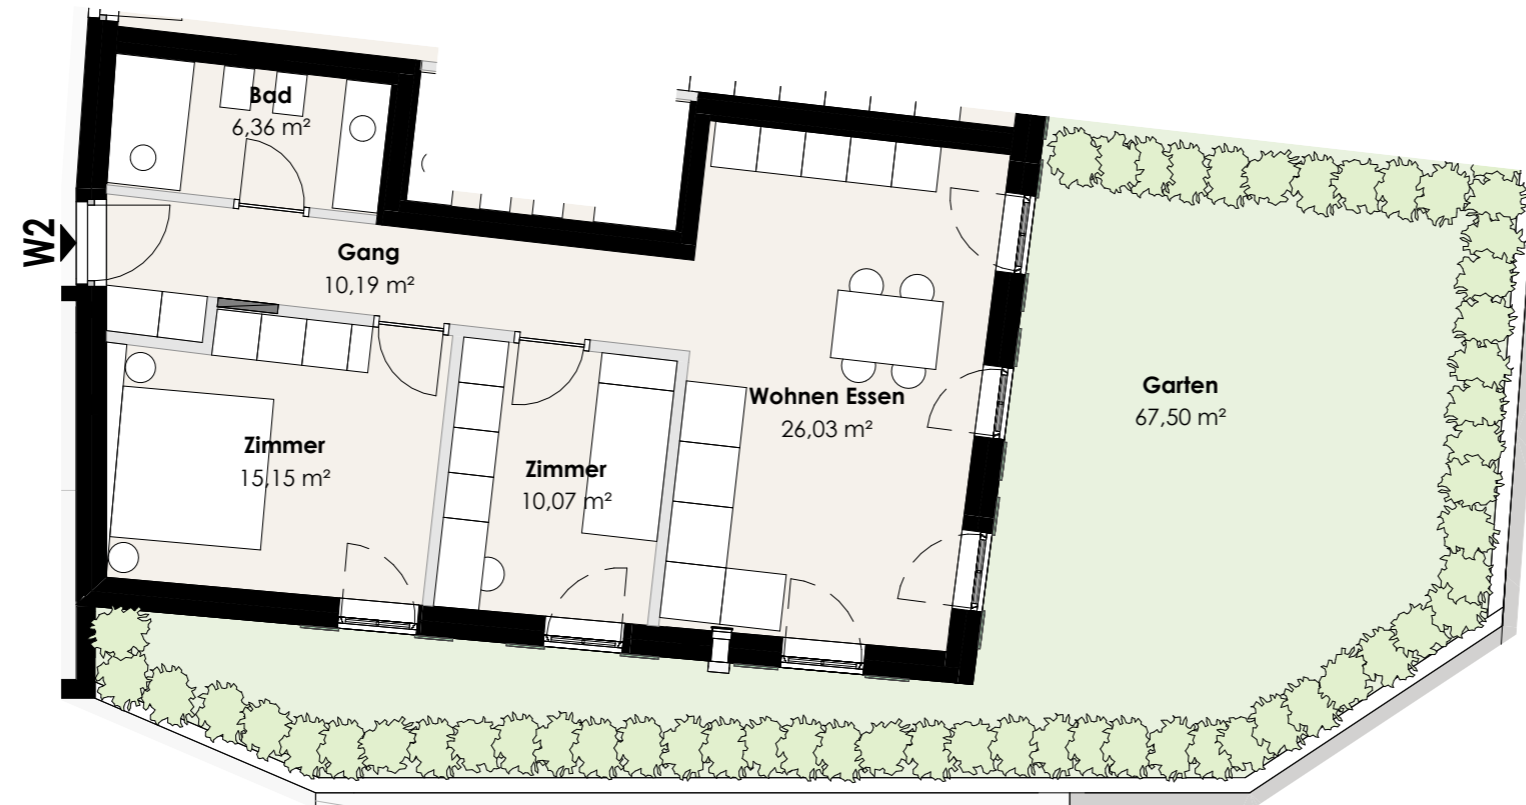 Bad
6,36 m²
W2
Gang
10,19 m²
Wohnen Essen
26,03 m²
Garten
67,50 m²
Zimmer
15,15 m²
Zimmer
10,07 m²